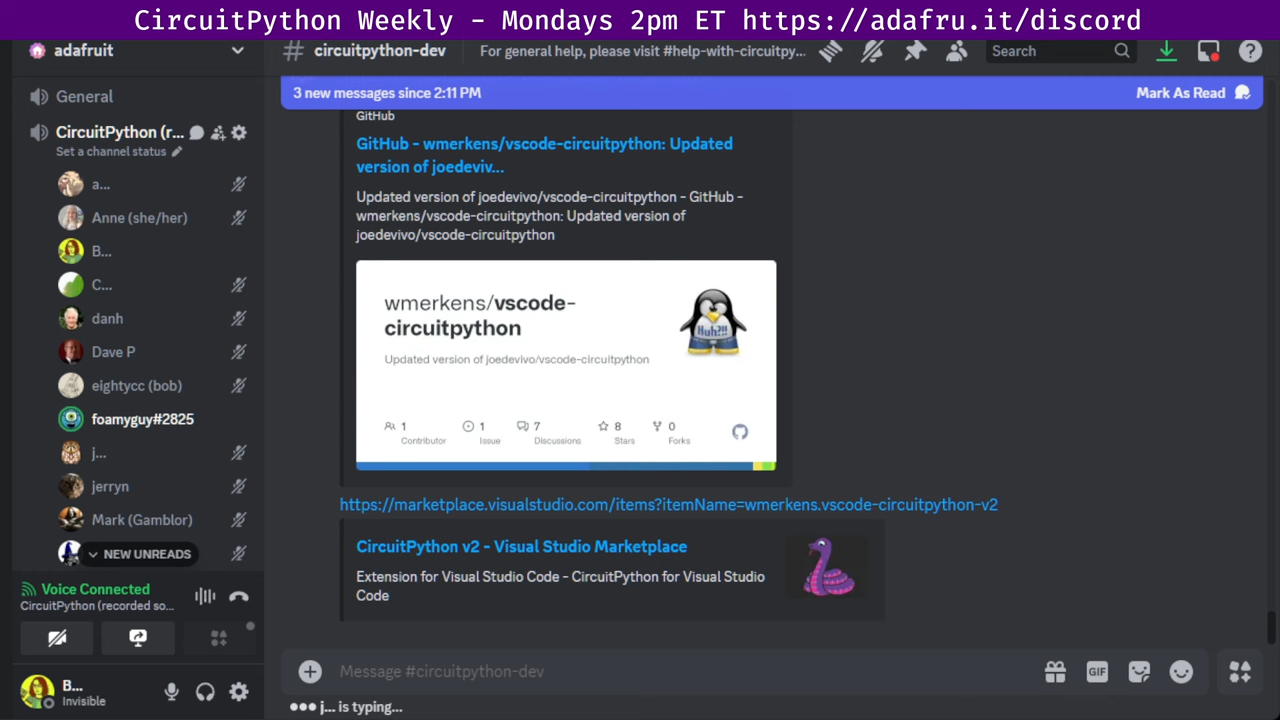 CircuitPython Weekly - Mondays 2pm ET https://adafru.it/discord
adafruit
circuitpython-dev
For general help, please visit #help-with-circuitpy...
Search
General
CircuitPython (r...
Set a channel status
a...
Anne (she/her)
B...
C...
danh
Dave P
eightycc (bob)
foamyguy#2825
j...
jerryn
Mark (Gamblor)
NEW UNREADS
Voice Connected
CircuitPython (recorded so...
B...
Invisible
3 new messages since 2:11 PM
Mark As Read
GitHub
GitHub - wmerkens/vscode-circuitpython: Updated
version of joedeviv...
Updated version of joedevivo/vscode-circuitpython - GitHub -
wmerkens/vscode-circuitpython: Updated version of
joedevivo/vscode-circuitpython
wmerkens/vscode-
circuitpython
Huh?!!
Updated version of joedevivo/vscode-circuitpython
1 Contributor
1 Issue
7 Discussions
8 Stars
0 Forks
https://marketplace.visualstudio.com/items?itemName=wmerkens.vscode-circuitpython-v2
CircuitPython v2 - Visual Studio Marketplace
Extension for Visual Studio Code - CircuitPython for Visual Studio
Code
Message #circuitpython-dev
GIF
j... is typing...